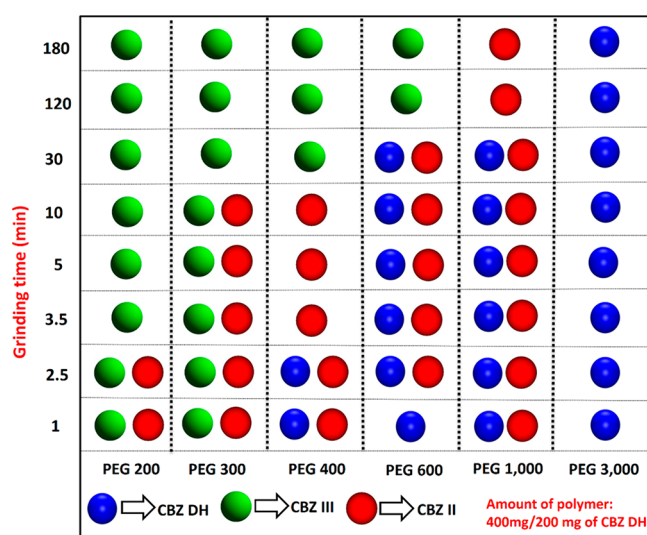 Grinding time (min)
180
120
30
10
5
3.5
2.5
1
PEG 200 PEG 300 PEG 400 PEG 600 PEG 1,000 PEG 3,000
CBZ DH CBZ III CBZ II
Amount of polymer:
400mg/200 mg of CBZ DH